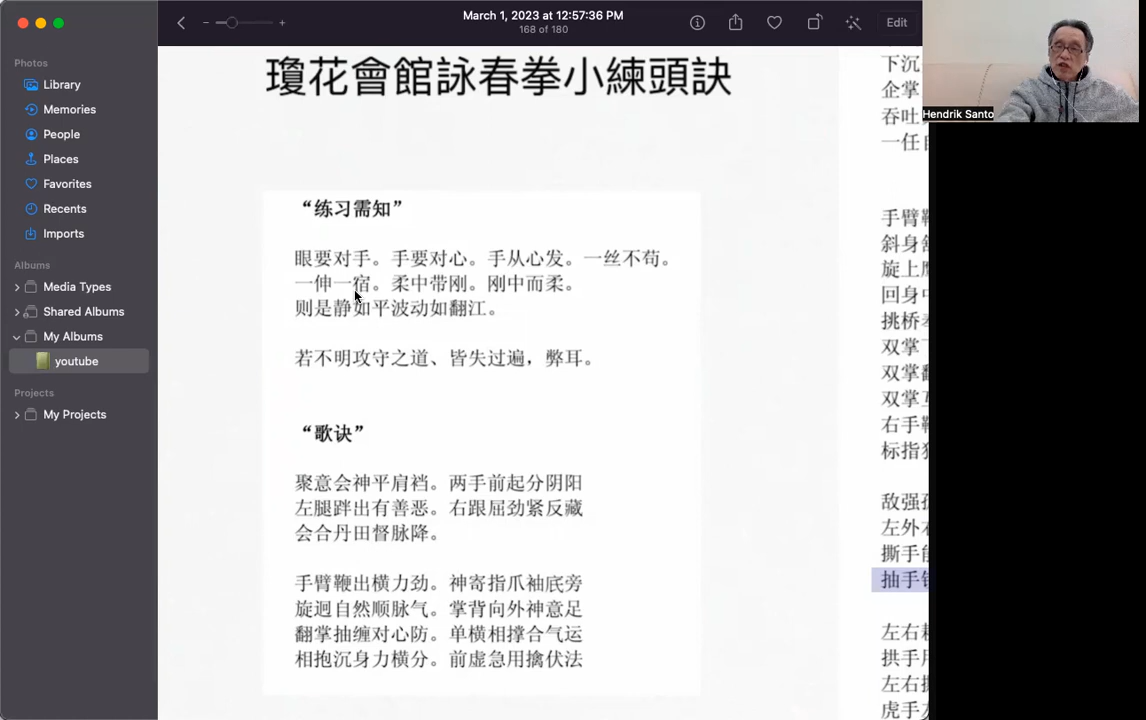 March 1, 2023 at 12:57:36 PM
168 of 180
Edit
Photos
Library
Memories
People
Places
Favorites
Recents
Imports
Albums
Media Types
Shared Albums
My Albums
youtube
Projects
My Projects
Hendrik Santo
瓊花會館詠春拳小練頭訣
“练习需知”
眼要对手。手要对心。手从心发。一丝不苟。
一伸一宿。柔中带刚。刚中而柔。
则是静如平波动如翻江。
若不明攻守之道、皆失过遍，弊耳。
“歌诀”
聚意会神平肩裆。两手前起分阴阳
左腿跘出有善恶。右跟屈劲紧反藏
会合丹田督脉降。
手臂鞭出横力劲。神寄指爪袖底旁
旋迥自然顺脉气。掌背向外神意足
翻掌抽缠对心防。单横相撑合气运
相抱沉身力横分。前虚急用擒伏法
下沉
企掌
吞吐
一任
手臂
斜身
旋上
回身
挑桥
双掌
双掌
双掌
右手
标指
敌强
左外
撕手
抽手
左右
拱手
左右
虎手